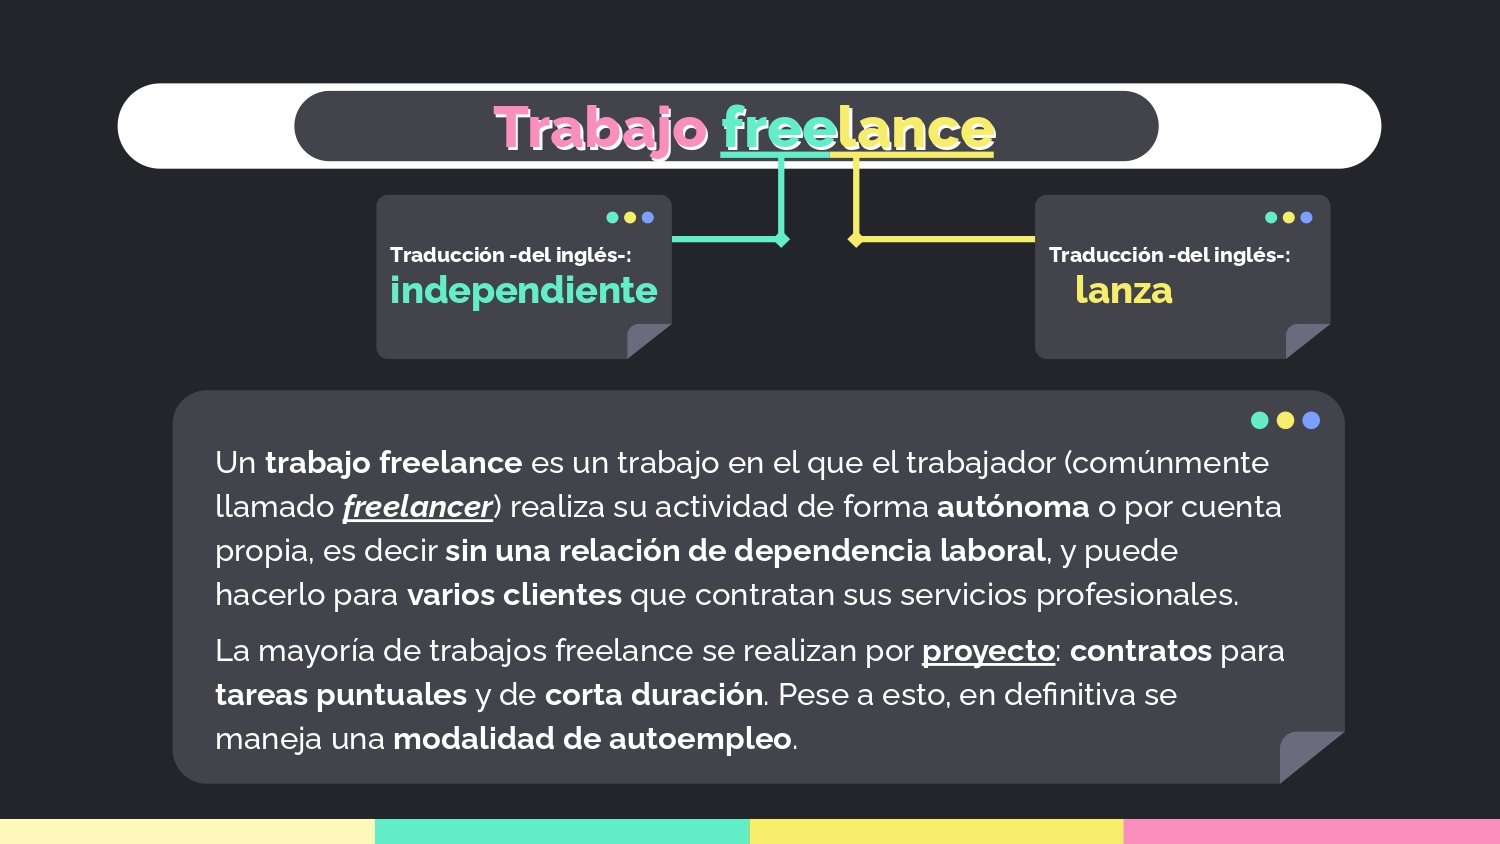 Trabajo freelance
Traducción -del inglés-:
independiente
Traducción -del inglés-:
lanza
Un trabajo freelance es un trabajo en el que el trabajador (comúnmente
llamado freelancer) realiza su actividad de forma autónoma o por cuenta
propia, es decir sin una relación de dependencia laboral, y puede
hacerlo para varios clientes que contratan sus servicios profesionales.
La mayoría de trabajos freelance se realizan por proyecto: contratos para
tareas puntuales y de corta duración. Pese a esto, en definitiva se
maneja una modalidad de autoempleo.